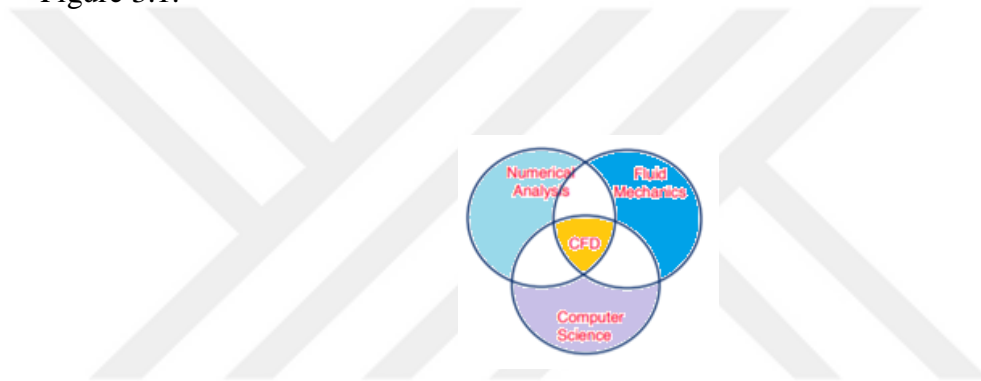 Figure 3.1.
Numerical
Analysis
Fluid
Mechanics
CFD
Computer
Science